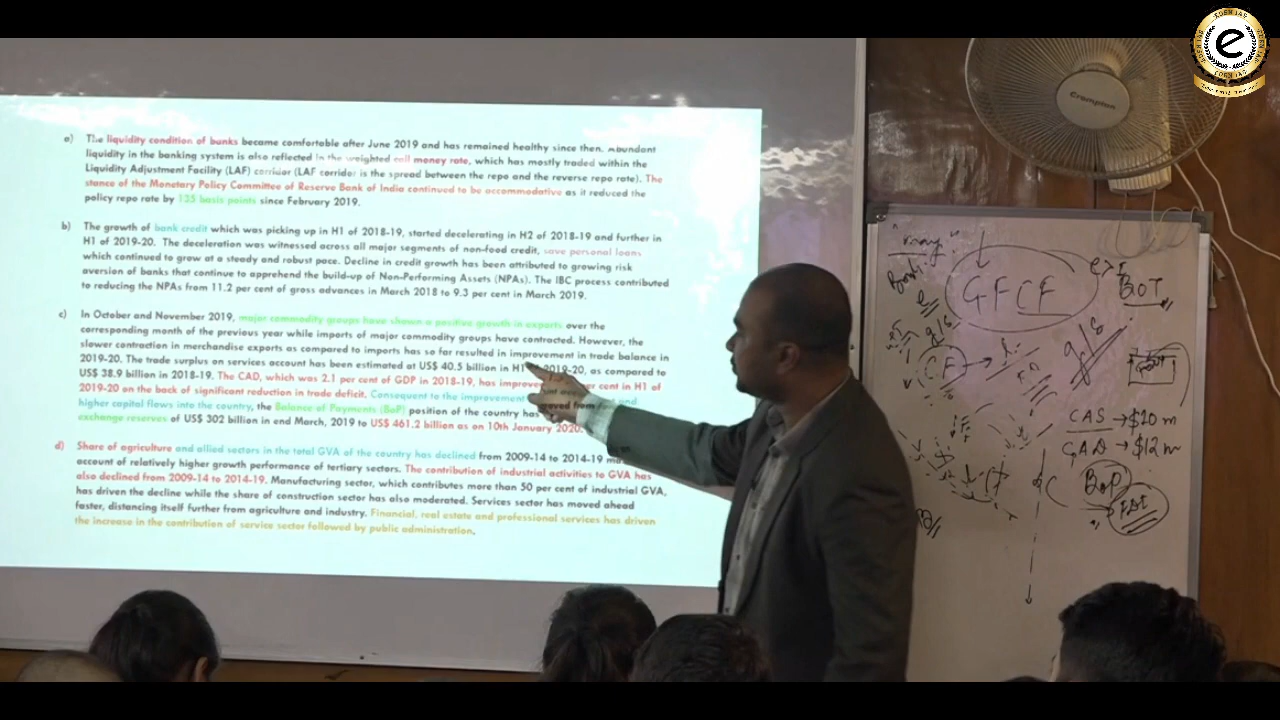 EDEN IAS
e
EDEN IAS
Crompton
a) The liquidity condition of banks became comfortable after June 2019 and has remained healthy since then. Abundant
liquidity in the banking system is also reflected in the weighted call money rate, which has mostly traded within the
Liquidity Adjustment Facility (LAF) corridor (LAF corridor is the spread between the repo and the reverse repo rate). The
stance of the Monetary Policy Committee of Reserve Bank of India continued to be accommodative as it reduced the
policy repo rate by 135 basis points since February 2019.
b) The growth of bank credit which was picking up in H1 of 2018-19, started decelerating in H2 of 2018-19 and further in
H1 of 2019-20. The deceleration was witnessed across all major segments of non-food credit, save personal loans
which continued to grow at a steady and robust pace. Decline in credit growth has been attributed to growing risk
aversion of banks that continue to apprehend the build-up of Non-Performing Assets (NPAs). The IBC process contributed
to reducing the NPAs from 11.2 per cent of gross advances in March 2018 to 9.3 per cent in March 2019.
c) In October and November 2019, major commodity groups have shown a positive growth in exports over the
corresponding month of the previous year while imports of major commodity groups have contracted. However, the
slower contraction in merchandise exports as compared to imports has so far resulted in improvement in trade balance in
2019-20. The trade surplus on services account has been estimated at US$ 40.5 billion in H1 2019-20, as compared to
US$ 38.9 billion in 2018-19. The CAD, which was 2.1 per cent of GDP in 2018-19, has improved per cent in H1 of
2019-20 on the back of significant reduction in trade deficit. Consequent to the improvement and
higher capital flows into the country, the Balance of Payments (BoP) position of the country has improved from
exchange reserves of US$ 302 billion in end March, 2019 to US$ 461.2 billion as on 10th January 2020.
d) Share of agriculture and allied sectors in the total GVA of the country has declined from 2009-14 to 2014-19
account of relatively higher growth performance of tertiary sectors. The contribution of industrial activities to GVA has
also declined from 2009-14 to 2014-19. Manufacturing sector, which contributes more than 50 per cent of industrial GVA,
has driven the decline while the share of construction sector has also moderated. Services sector has moved ahead
faster, distancing itself further from agriculture and industry. Financial, real estate and professional services has driven
the increase in the contribution of service sector followed by public administration.
GFCF
BOT
g/s
CF
CAS → $20 m
CAD → $12 m
BoP